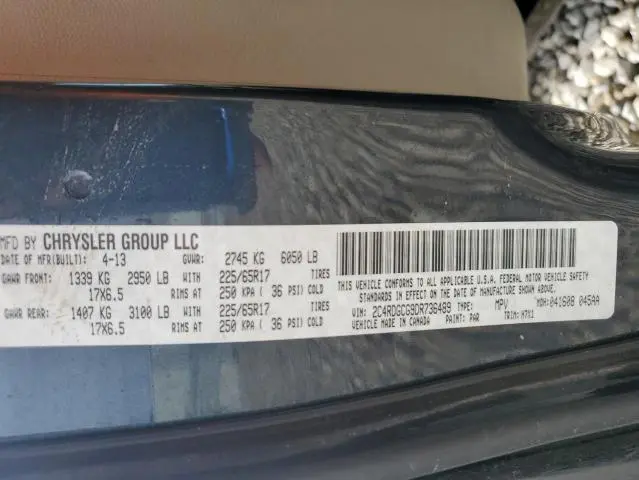 MFD BY CHRYSLER GROUP LLC
DATE OF MFR(BUILT): 4-13 GVWR: 2745 KG 6050 LB
GAWR FRONT: 1339 KG 2950 LB WITH 225/65R17 TIRES
17X6.5 RIMS AT 250 KPA ( 36 PSI) COLD
GAWR REAR: 1407 KG 3100 LB WITH 225/65R17 TIRES
17X6.5 RIMS AT 250 KPA ( 36 PSI) COLD
THIS VEHICLE CONFORMS TO ALL APPLICABLE U.S.A. FEDERAL MOTOR VEHICLE SAFETY
STANDARDS IN EFFECT ON THE DATE OF MANUFACTURE SHOWN ABOVE.
VIN: 2C4RDGCG9DR736489 TYPE: MPV MDH: 041608 045AA
VEHICLE MADE IN CANADA PAINT: PAR TRIM: H7X1